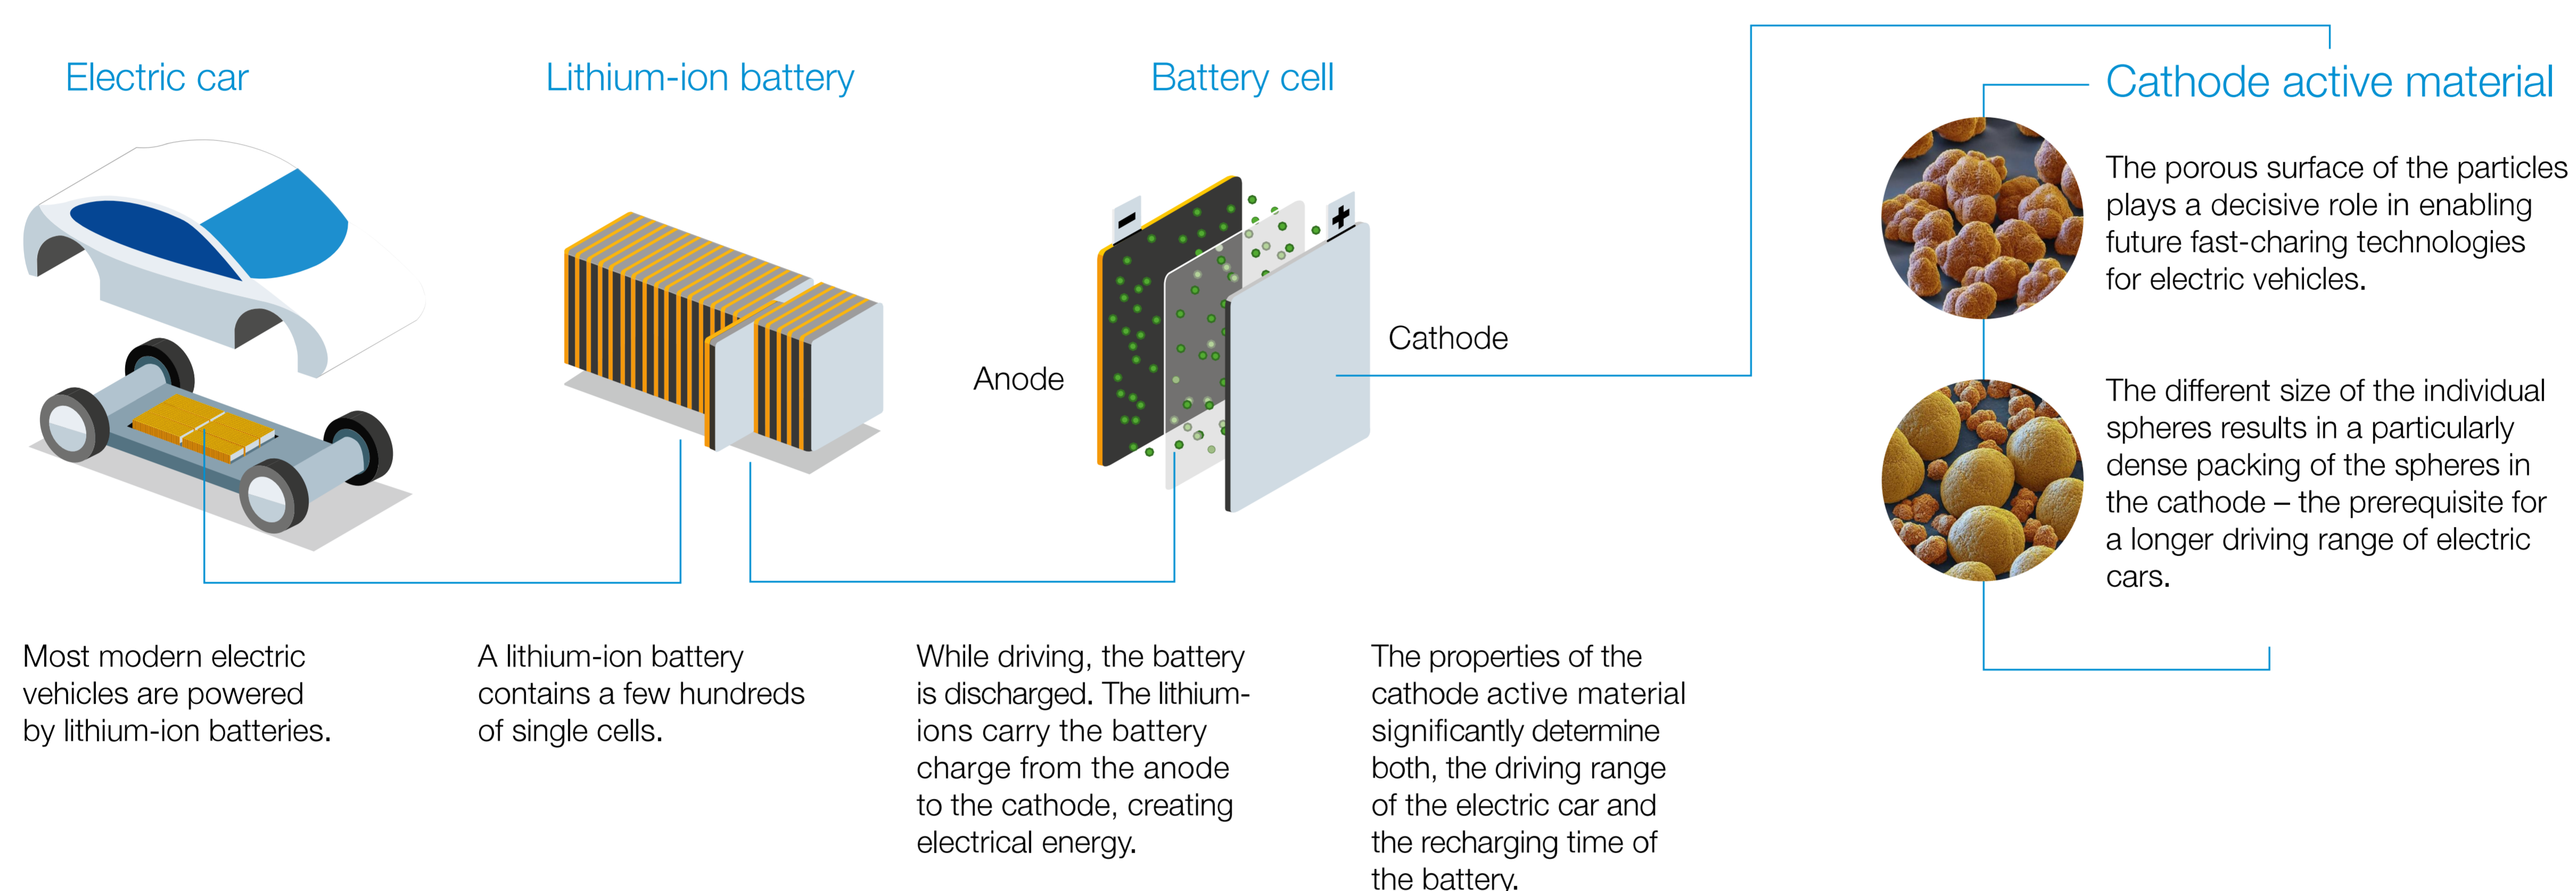 Electric car
Lithium-ion battery
Battery cell
Cathode active material
The porous surface of the particles
plays a decisive role in enabling
future fast-charing technologies
for electric vehicles.
−
+
Cathode
Anode
The different size of the individual
spheres results in a particularly
dense packing of the spheres in
the cathode – the prerequisite for
a longer driving range of electric
cars.
Most modern electric
vehicles are powered
by lithium-ion batteries.
A lithium-ion battery
contains a few hundreds
of single cells.
While driving, the battery
is discharged. The lithium-
ions carry the battery
charge from the anode
to the cathode, creating
electrical energy.
The properties of the
cathode active material
significantly determine
both, the driving range
of the electric car and
the recharging time of
the battery.